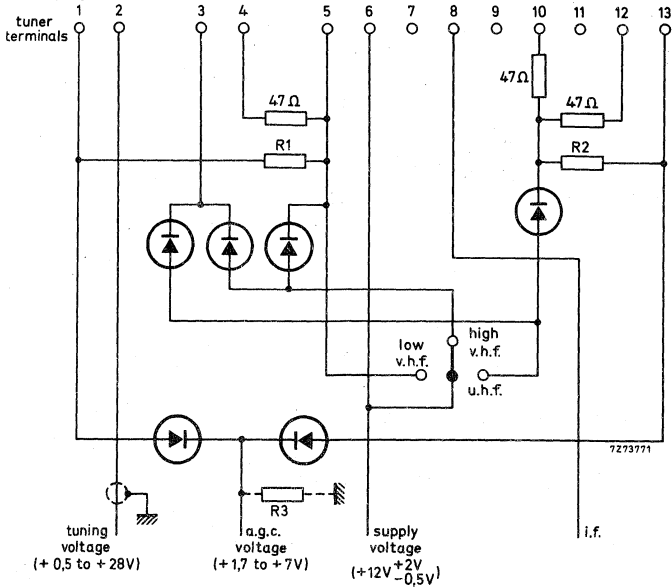 1 2 3 4 5 6 7 8 9 10 11 12 13
tuner
terminals
47Ω
47Ω
47Ω
R1
R2
low
v.h.f.
high
v.h.f.
u.h.f.
7Z73771
R3
tuning
voltage
(+0,5 to +28V)
a.g.c.
voltage
(+1,7 to +7V)
supply
voltage
(+12V +2V -0,5V)
i.f.